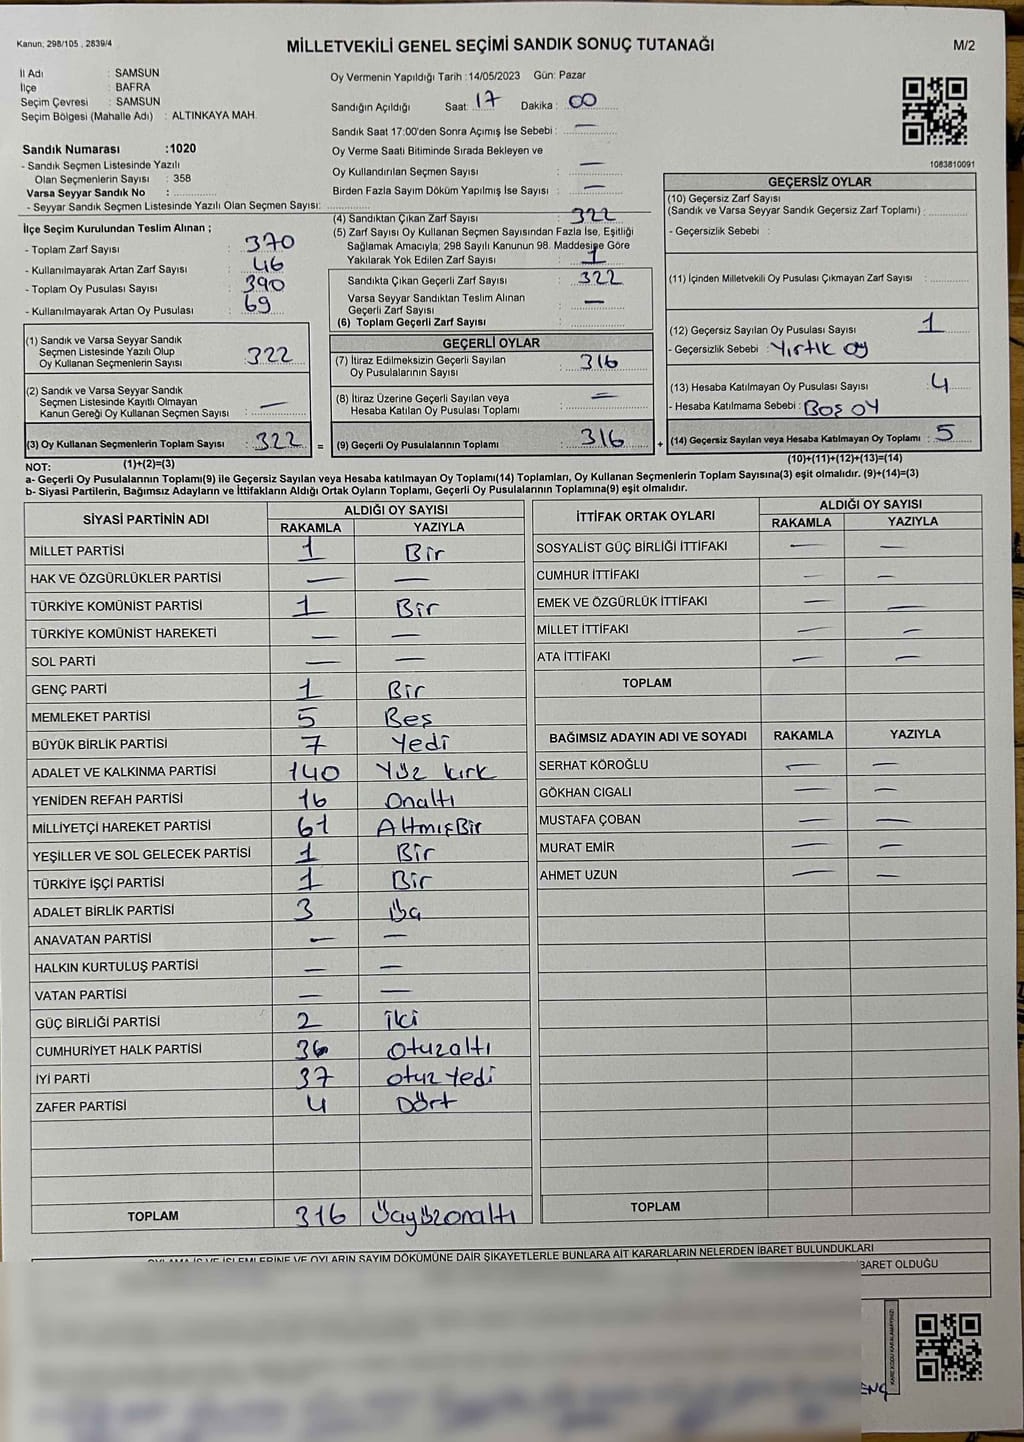 Kanun; 298/105 , 2839/4
MİLLETVEKİLİ GENEL SEÇİMİ SANDIK SONUÇ TUTANAĞI
M/2
İl Adı : SAMSUN
İlçe : BAFRA
Seçim Çevresi : SAMSUN
Seçim Bölgesi (Mahalle Adı) : ALTINKAYA MAH.
Oy Vermenin Yapıldığı Tarih :14/05/2023 Gün: Pazar
Sandığın Açıldığı Saat: 17 Dakika : 00
Sandık Saat 17:00'den Sonra Açımış İse Sebebi : —
Oy Verme Saati Bitiminde Sırada Bekleyen ve
Oy Kullandırılan Seçmen Sayısı : —
Birden Fazla Sayım Döküm Yapılmış İse Sayısı : —
1083810091
Sandık Numarası :1020
- Sandık Seçmen Listesinde Yazılı
Olan Seçmenlerin Sayısı : 358
Varsa Seyyar Sandık No :
- Seyyar Sandık Seçmen Listesinde Yazılı Olan Seçmen Sayısı:
İlçe Seçim Kurulundan Teslim Alınan ;
- Toplam Zarf Sayısı : 370
- Kullanılmayarak Artan Zarf Sayısı : 46
- Toplam Oy Pusulası Sayısı : 390
- Kullanılmayarak Artan Oy Pusulası : 69
(4) Sandıktan Çıkan Zarf Sayısı : 322
(5) Zarf Sayısı Oy Kullanan Seçmen Sayısından Fazla İse, Eşitliği
Sağlamak Amacıyla; 298 Sayılı Kanunun 98. Maddesine Göre
Yakılarak Yok Edilen Zarf Sayısı : 1
Sandıkta Çıkan Geçerli Zarf Sayısı : 322
Varsa Seyyar Sandıktan Teslim Alınan
Geçerli Zarf Sayısı : —
(6) Toplam Geçerli Zarf Sayısı :
GEÇERSİZ OYLAR
(10) Geçersiz Zarf Sayısı
(Sandık ve Varsa Seyyar Sandık Geçersiz Zarf Toplamı) :
- Geçersizlik Sebebi :
(11) İçinden Milletvekili Oy Pusulası Çıkmayan Zarf Sayısı :
(12) Geçersiz Sayılan Oy Pusulası Sayısı : 1
- Geçersizlik Sebebi : Yırtık oy
(13) Hesaba Katılmayan Oy Pusulası Sayısı : 4
- Hesaba Katılmama Sebebi : Boş oy
(1) Sandık ve Varsa Seyyar Sandık
Seçmen Listesinde Yazılı Olup
Oy Kullanan Seçmenlerin Sayısı : 322
(2) Sandık ve Varsa Seyyar Sandık
Seçmen Listesinde Kayıtlı Olmayan
Kanun Gereği Oy Kullanan Seçmen Sayısı : —
GEÇERLİ OYLAR
(7) İtiraz Edilmeksizin Geçerli Sayılan
Oy Pusulalarının Sayısı : 316
(8) İtiraz Üzerine Geçerli Sayılan veya
Hesaba Katılan Oy Pusulası Toplamı : —
(3) Oy Kullanan Seçmenlerin Toplam Sayısı : 322 = (9) Geçerli Oy Pusulalarının Toplamı : 316 + (14) Geçersiz Sayılan veya Hesaba Katılmayan Oy Toplamı : 5
NOT: (1)+(2)=(3) (10)+(11)+(12)+(13)=(14)
a- Geçerli Oy Pusulalarının Toplamı(9) ile Geçersiz Sayılan veya Hesaba katılmayan Oy Toplamı(14) Toplamları, Oy Kullanan Seçmenlerin Toplam Sayısına(3) eşit olmalıdır. (9)+(14)=(3)
b- Siyasi Partilerin, Bağımsız Adayların ve İttifakların Aldığı Ortak Oyların Toplamı, Geçerli Oy Pusulalarının Toplamına(9) eşit olmalıdır.
SİYASİ PARTİNİN ADI ALDIĞI OY SAYISI
RAKAMLA YAZIYLA
MİLLET PARTİSİ 1 Bir
HAK VE ÖZGÜRLÜKLER PARTİSİ — —
TÜRKİYE KOMÜNİST PARTİSİ 1 Bir
TÜRKİYE KOMÜNİST HAREKETİ — —
SOL PARTİ — —
GENÇ PARTİ 1 Bir
MEMLEKET PARTİSİ 5 Beş
BÜYÜK BİRLİK PARTİSİ 7 Yedi
ADALET VE KALKINMA PARTİSİ 140 Yüz kırk
YENİDEN REFAH PARTİSİ 16 Onaltı
MİLLİYETÇİ HAREKET PARTİSİ 61 AltmışBir
YEŞİLLER VE SOL GELECEK PARTİSİ 1 Bir
TÜRKİYE İŞÇİ PARTİSİ 1 Bir
ADALET BİRLİK PARTİSİ 3 Üç
ANAVATAN PARTİSİ — —
HALKIN KURTULUŞ PARTİSİ — —
VATAN PARTİSİ — —
GÜÇ BİRLİĞİ PARTİSİ 2 İki
CUMHURİYET HALK PARTİSİ 36 Otuzaltı
İYİ PARTİ 37 Otuz Yedi
ZAFER PARTİSİ 4 Dört
TOPLAM 316 Üçyüzonaltı
İTTİFAK ORTAK OYLARI ALDIĞI OY SAYISI
RAKAMLA YAZIYLA
SOSYALİST GÜÇ BİRLİĞİ İTTİFAKI — —
CUMHUR İTTİFAKI — —
EMEK VE ÖZGÜRLÜK İTTİFAKI — —
MİLLET İTTİFAKI — —
ATA İTTİFAKI — —
TOPLAM
BAĞIMSIZ ADAYIN ADI VE SOYADI RAKAMLA YAZIYLA
SERHAT KÖROĞLU — —
GÖKHAN CIGALI — —
MUSTAFA ÇOBAN — —
MURAT EMİR — —
AHMET UZUN — —
TOPLAM
OYLAMA İŞ VE İŞLEMLERİNE VE OYLARIN SAYIM DÖKÜMÜNE DAİR ŞİKAYETLERLE BUNLARA AİT KARARLARIN NELERDEN İBARET BULUNDUKLARI
İBARET OLDUĞU
KARE KODU KARALAMAYINIZ!